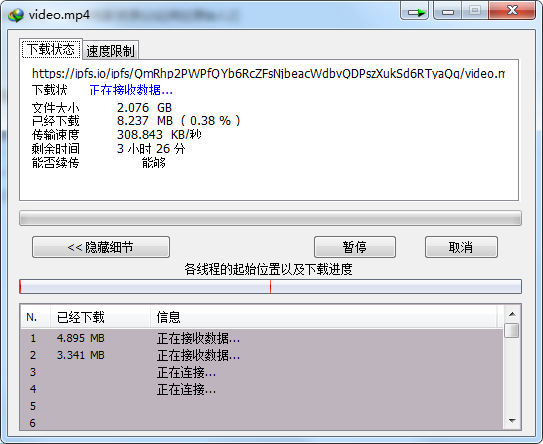 video.mp4
下载状态 速度限制
https://ipfs.io/ipfs/QmRhp2PWPfQYb6RcZFsNjbeacWdbvQDPszXukSd6RTyaQq/video.m
下载状 正在接收数据...
文件大小 2.076 GB
已经下载 8.237 MB ( 0.38 % )
传输速度 308.843 KB/秒
剩余时间 3 小时 26 分
能否续传 能够
<< 隐藏细节 暂停 取消
各线程的起始位置以及下载进度
N. 已经下载 信息
1 4.895 MB 正在接收数据...
2 3.341 MB 正在接收数据...
3 正在连接...
4 正在连接...
5
6